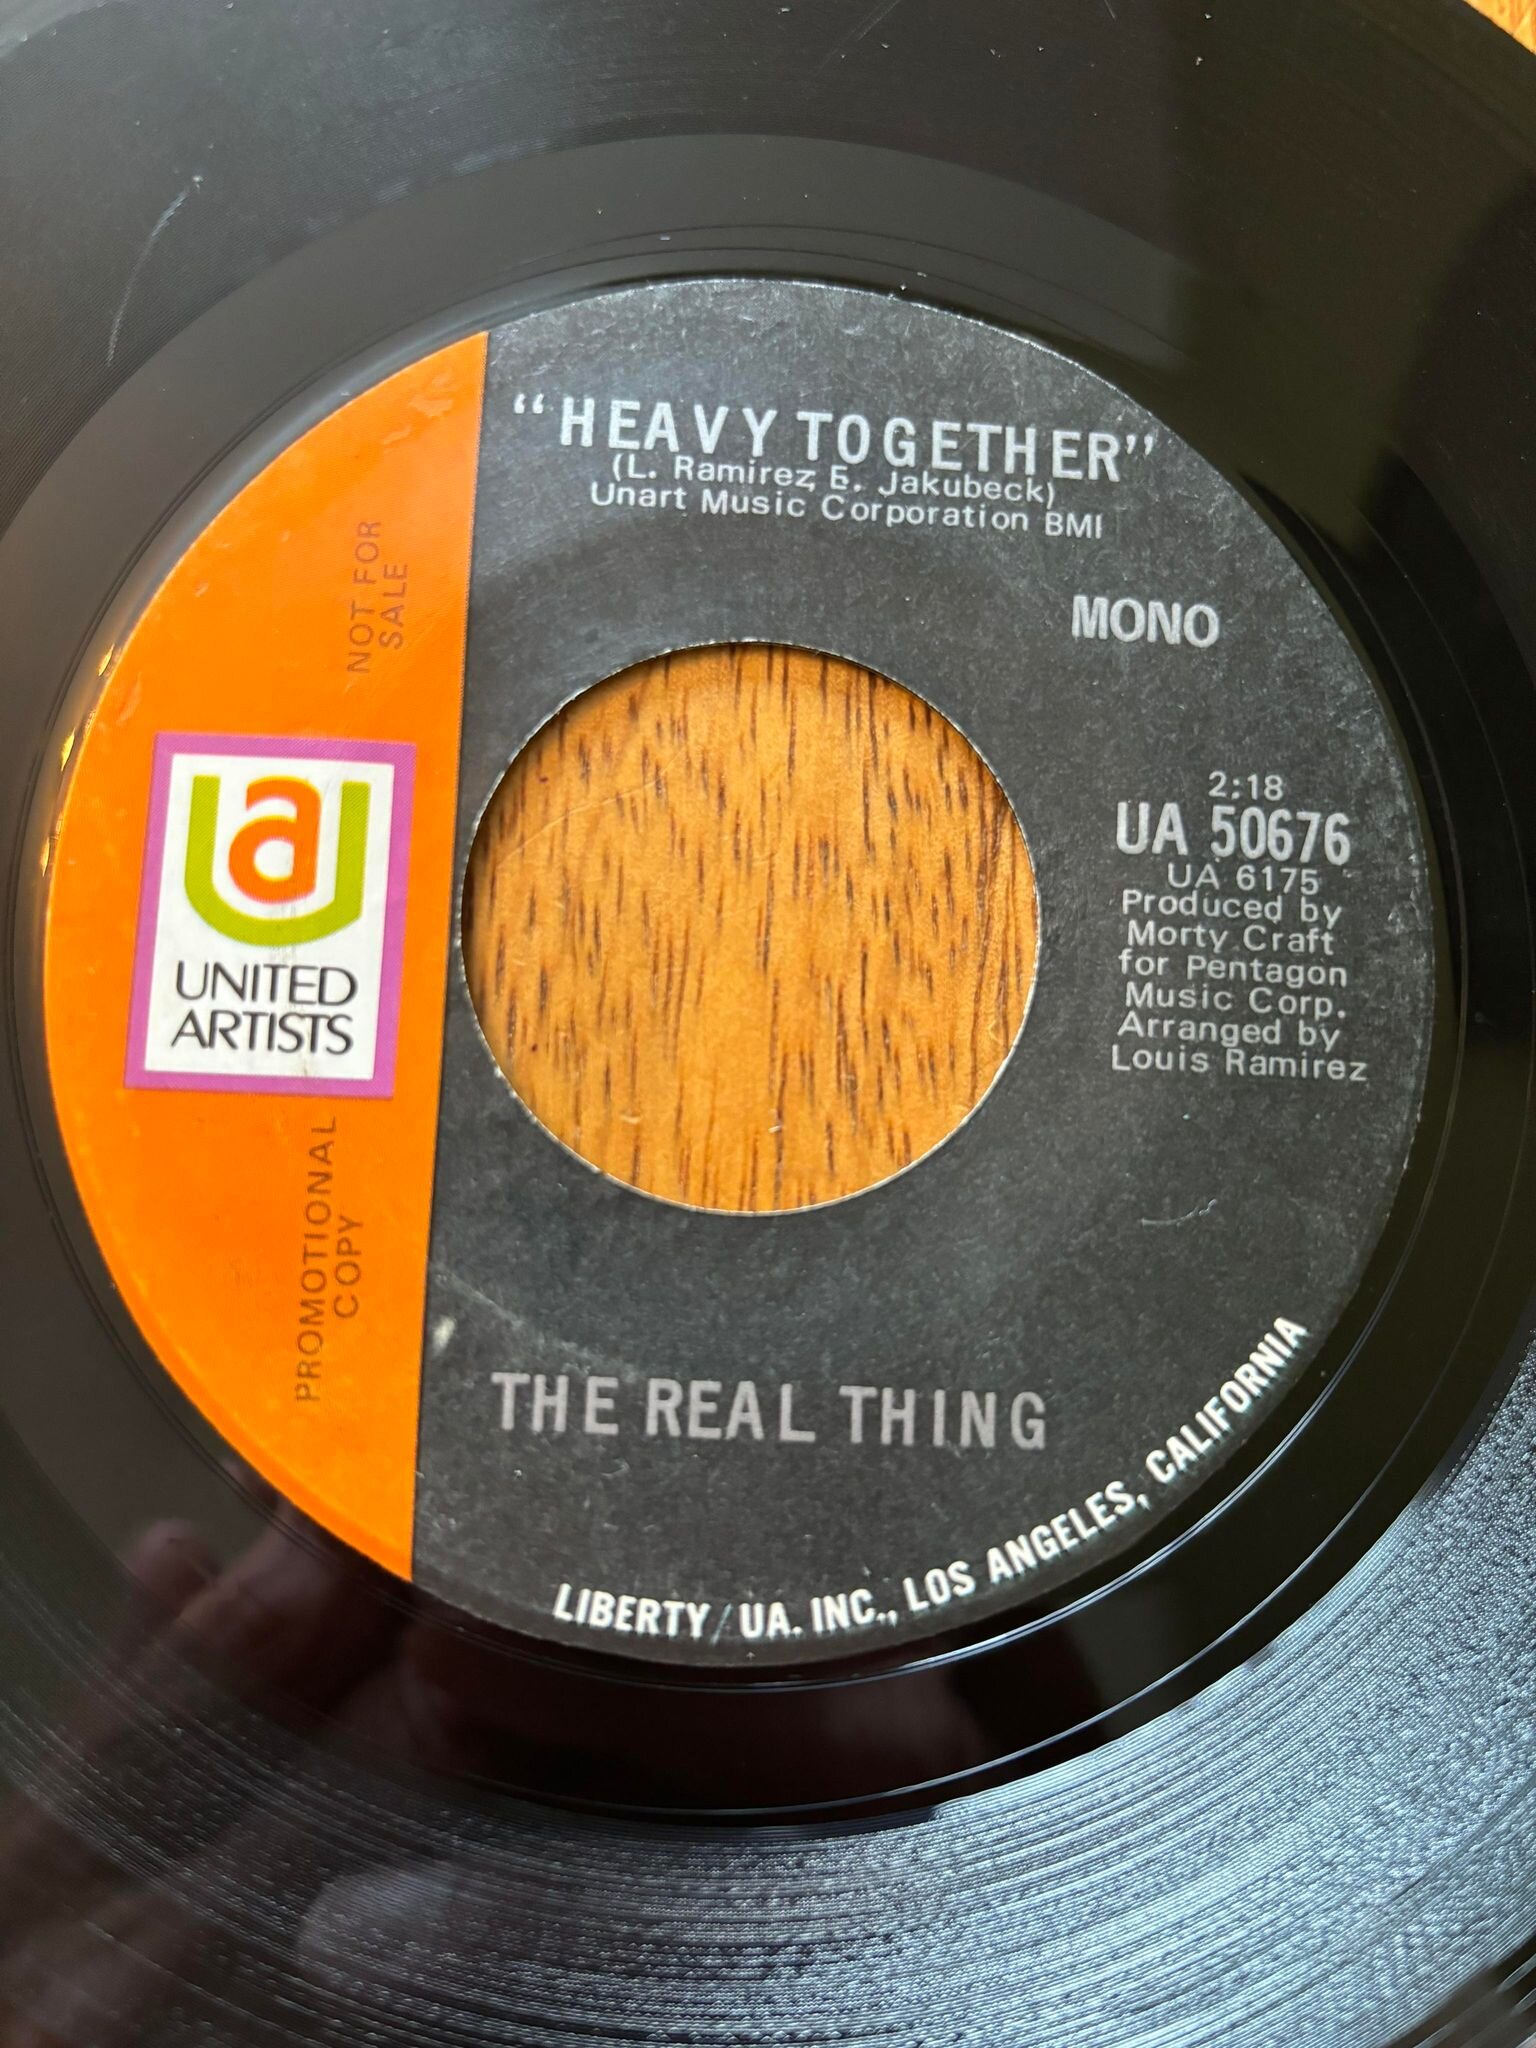 "HEAVY TOGETHER"
(L. Ramirez, E. Jakubeck)
Unart Music Corporation BMI
MONO
NOT FOR
SALE
ua
UNITED
ARTISTS
PROMOTIONAL
COPY
2:18
UA 50676
UA 6175
Produced by
Morty Craft
for Pentagon
Music Corp.
Arranged by
Louis Ramirez
THE REAL THING
LIBERTY/UA. INC., LOS ANGELES, CALIFORNIA